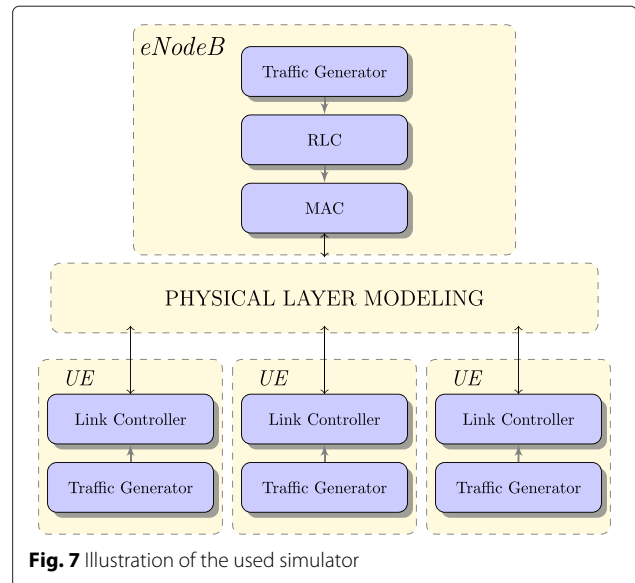 eNodeB
Traffic Generator
RLC
MAC
PHYSICAL LAYER MODELING
UE
UE
UE
Link Controller
Link Controller
Link Controller
Traffic Generator
Traffic Generator
Traffic Generator
Fig. 7 Illustration of the used simulator